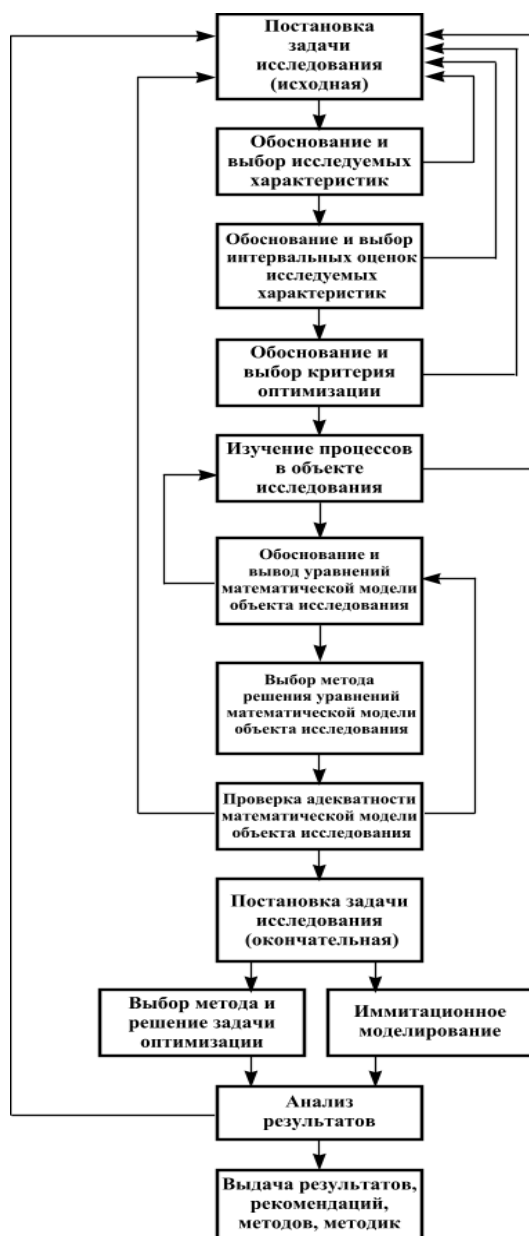 Постановка
задачи
исследования
(исходная)
Обоснование и
выбор исследуемых
характеристик
Обоснование и выбор
интервальных оценок
исследуемых
характеристик
Обоснование и
выбор критерия
оптимизации
Изучение процессов
в объекте
исследования
Обоснование и
вывод уравнений
математической модели
объекта исследования
Выбор метода
решения уравнений
математической модели
объекта исследования
Проверка адекватности
математической модели
объекта исследования
Постановка задачи
исследования
(окончательная)
Выбор метода и
решение задачи
оптимизации
Иммитационное
моделирование
Анализ
результатов
Выдача результатов,
рекомендаций,
методов, методик